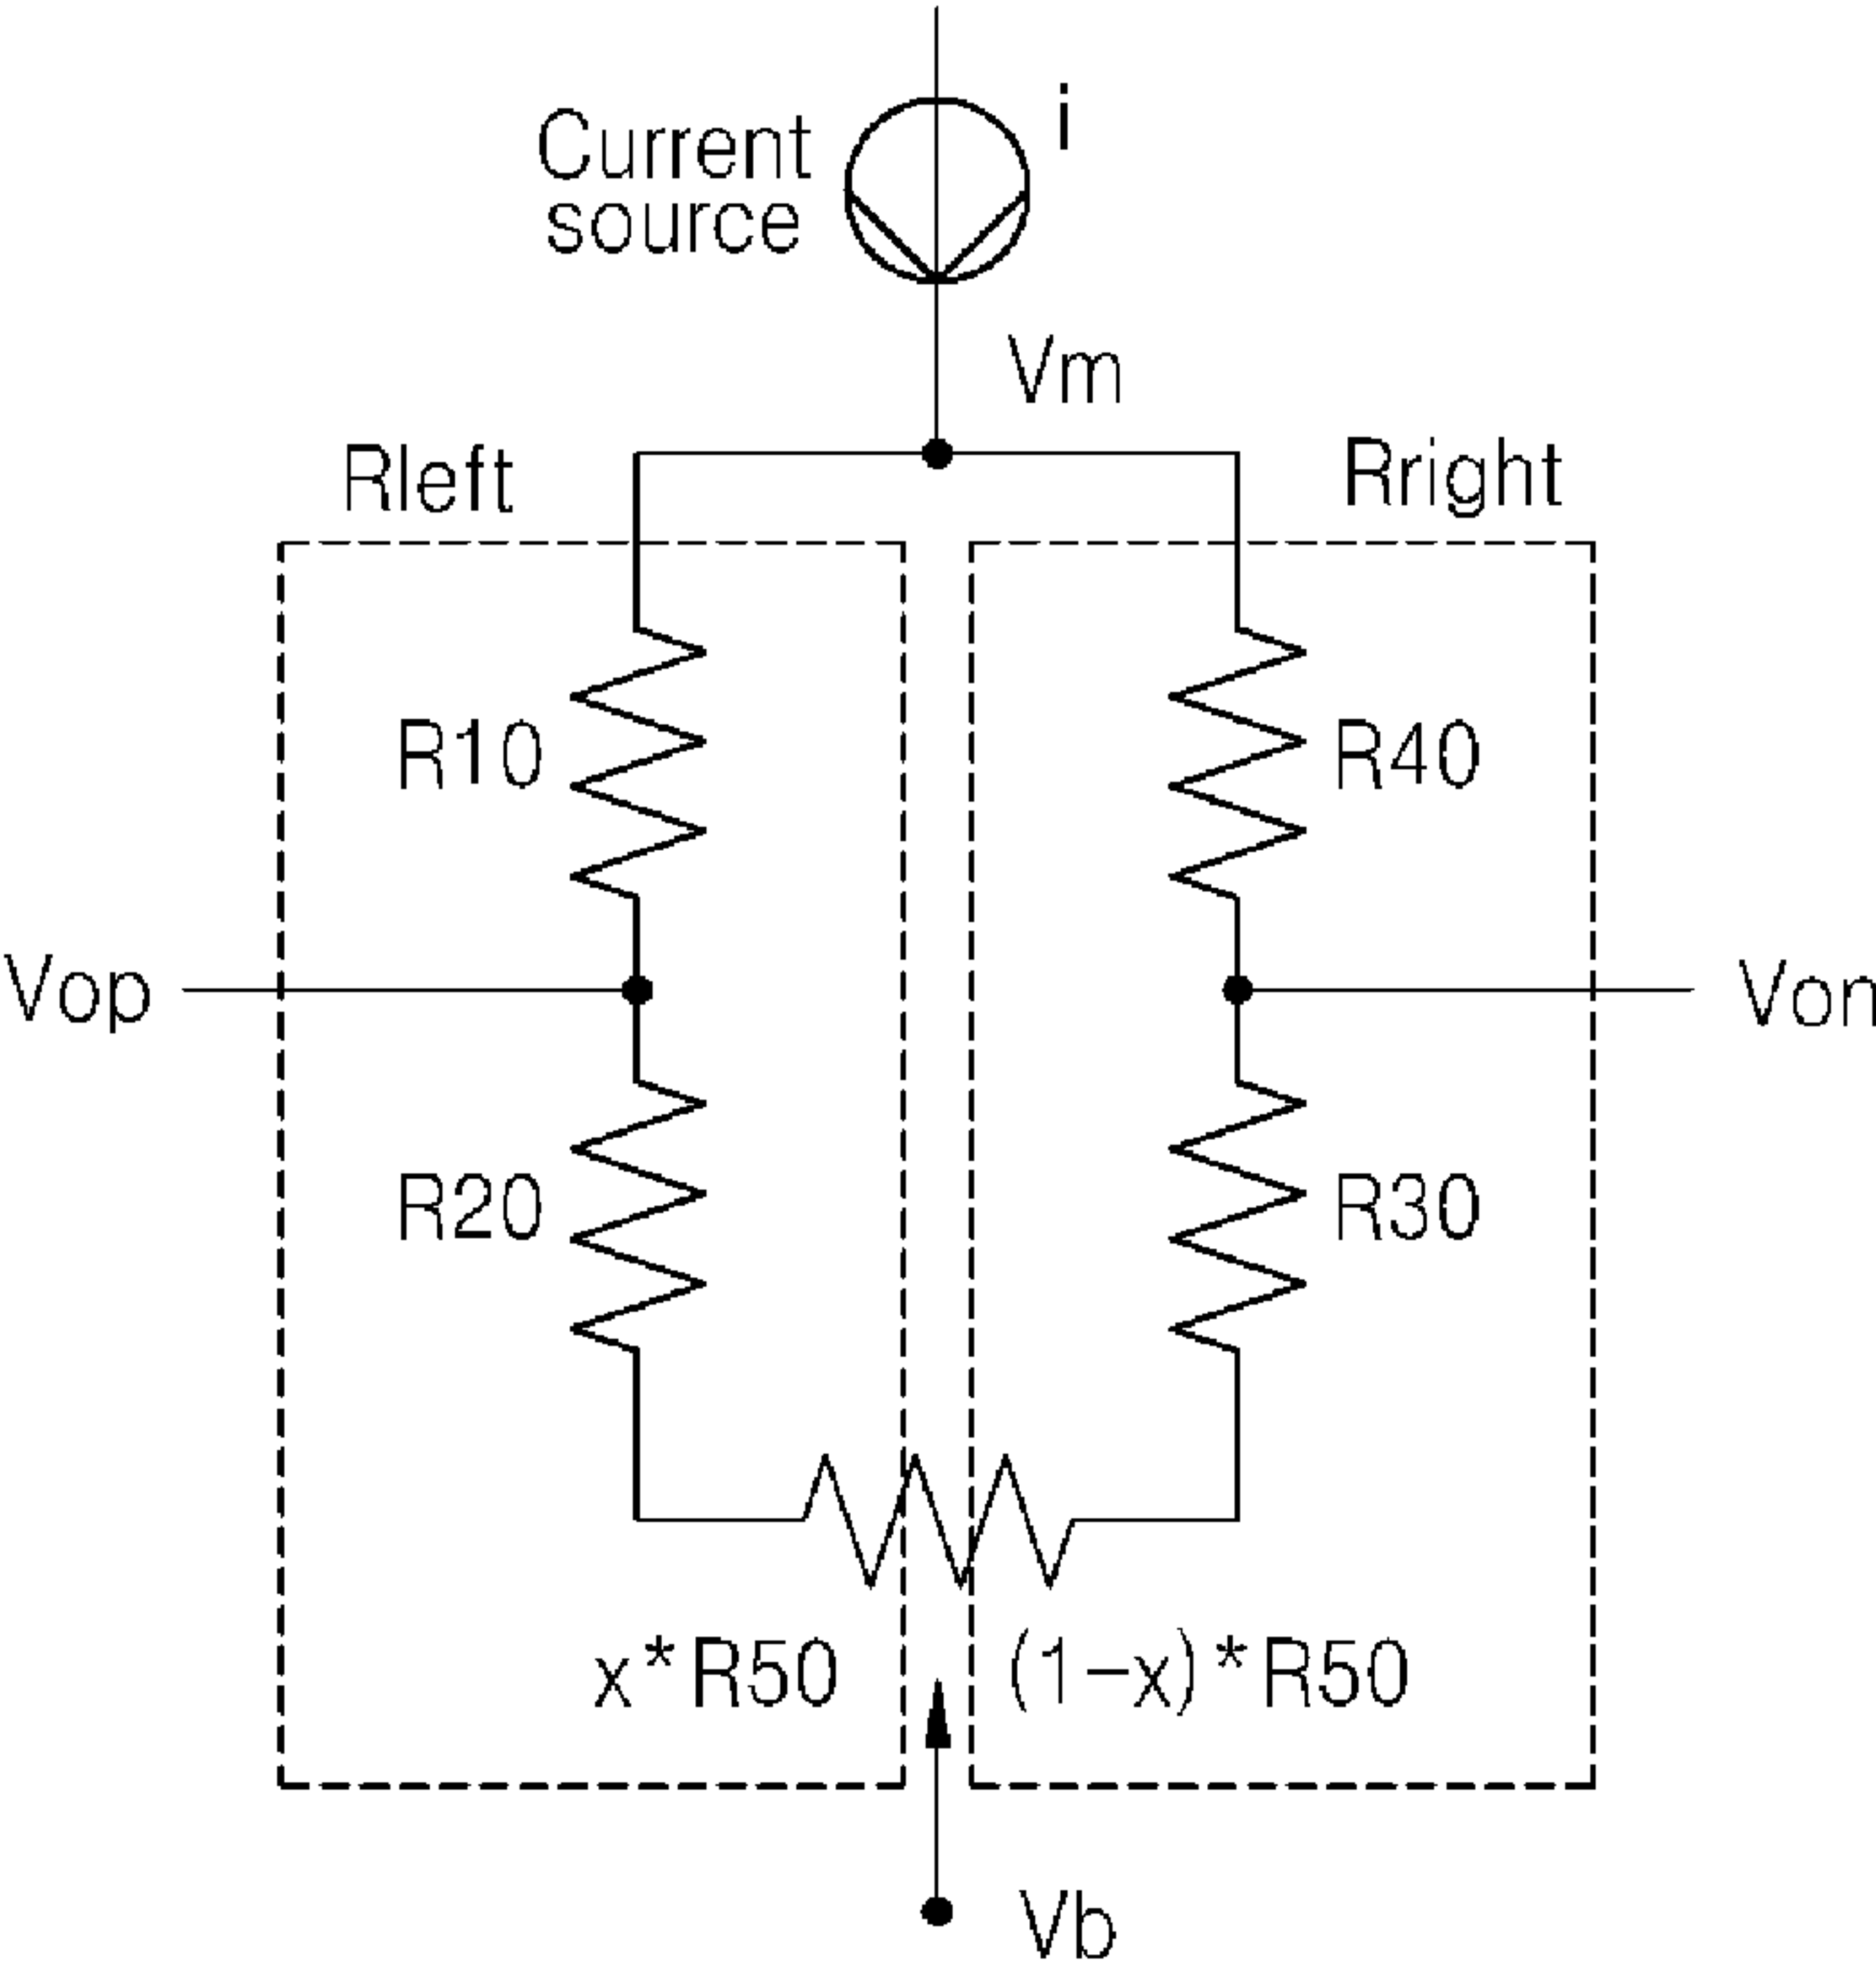 Current
source
i
Vm
Rleft
Rright
R10
R40
Vop
Von
R20
R30
x*R50
(1-x)*R50
Vb